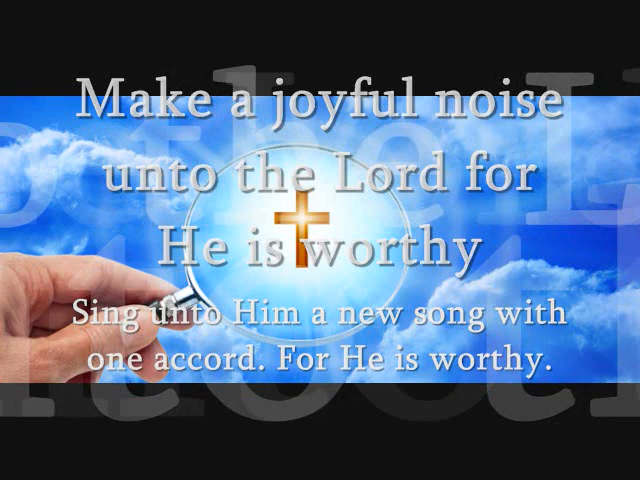 Make a joyful noise
unto the Lord for
He is worthy
Sing unto Him a new song with
one accord. For He is worthy.